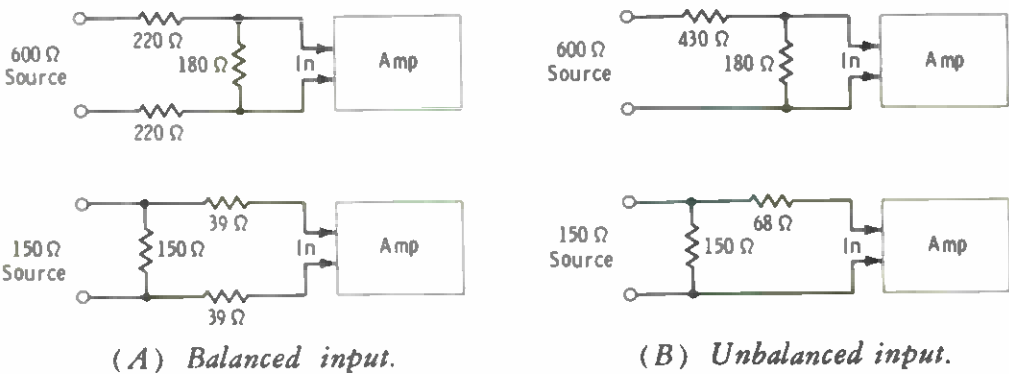 220 Ω
600 Ω
Source
180 Ω
In
Amp
220 Ω
430 Ω
600 Ω
Source
180 Ω
In
Amp
39 Ω
150 Ω
Source
150 Ω
In
Amp
39 Ω
68 Ω
150 Ω
Source
150 Ω
In
Amp
(A) Balanced input.
(B) Unbalanced input.